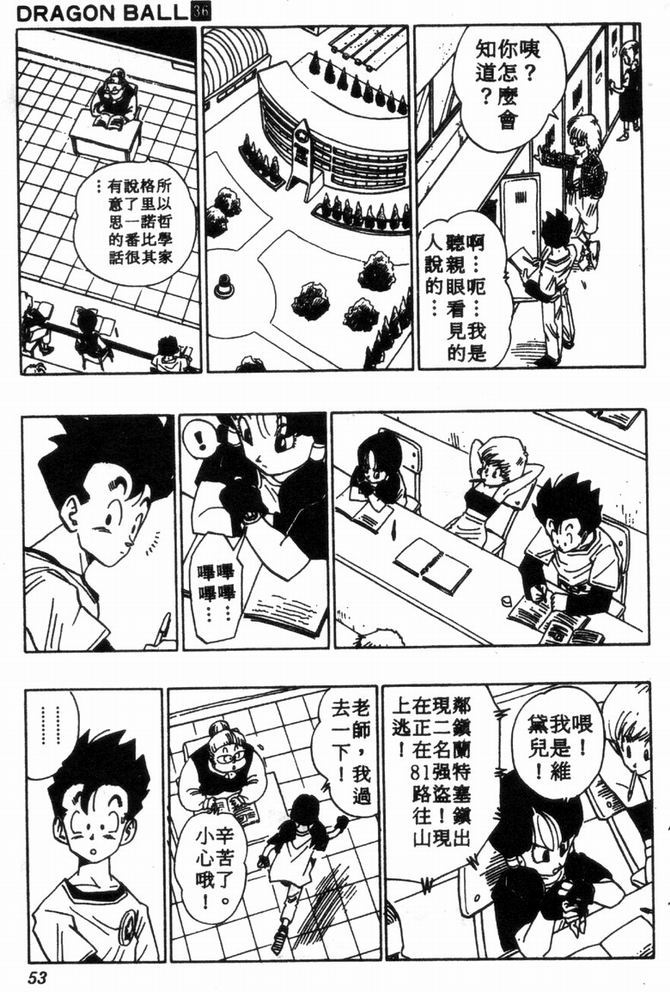 DRAGON BALL 36
咦?
你怎麼會
知道?
啊…呃…我是
聽親眼看見的
人說的…
所以哲學家
格里諾比其
說了一番很
有意思的話
…
!
嗶嗶…
嗶嗶…
喂!
我是維
黛兒!
鄰鎮蘭特塞鎮出
現二名强盜!現
在正在81路往山
上逃!
老師,我過
去一下!
辛苦了。
小心哦!
………
53